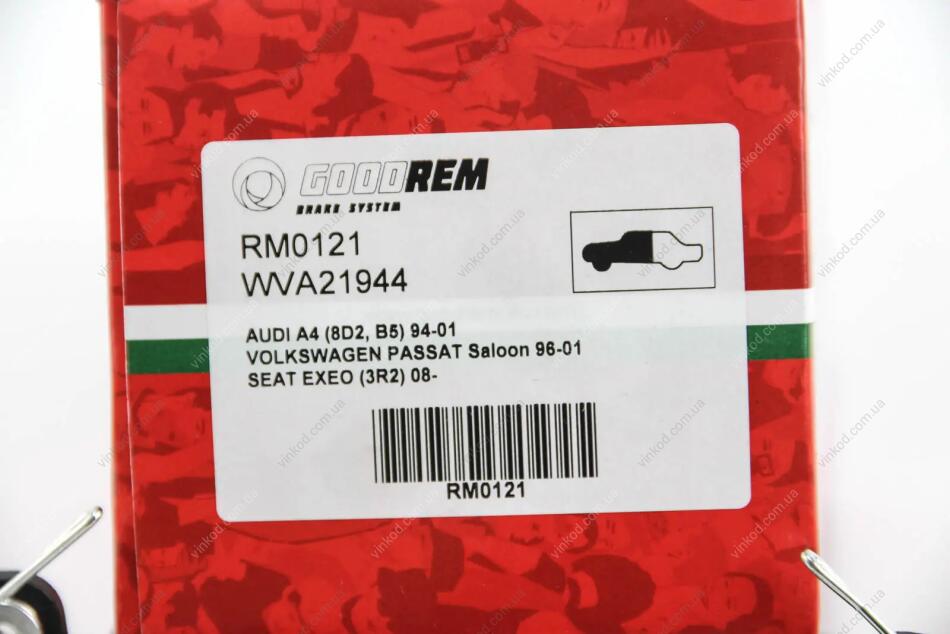 GOODREM
BRAKE SYSTEM
RM0121
WVA21944
AUDI A4 (8D2, B5) 94-01
VOLKSWAGEN PASSAT Saloon 96-01
SEAT EXEO (3R2) 08-
RM0121
vinkod.com.ua